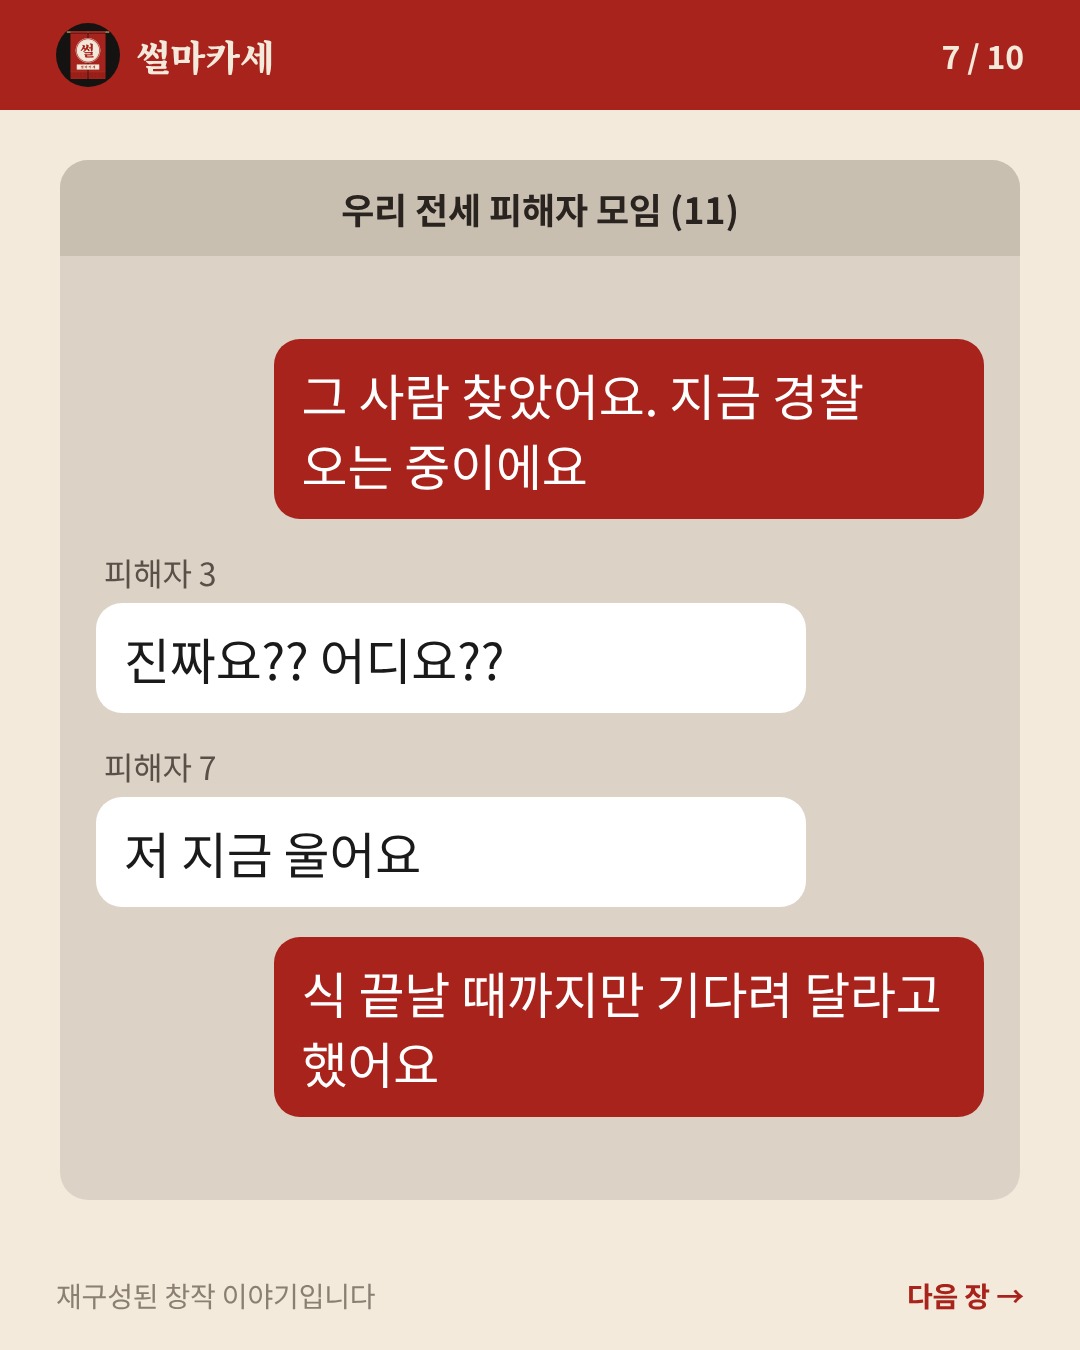 썰
썰마카세
7 / 10
우리 전세 피해자 모임 (11)
그 사람 찾았어요. 지금 경찰
오는 중이에요
피해자 3
진짜요?? 어디요??
피해자 7
저 지금 울어요
식 끝날 때까지만 기다려 달라고
했어요
재구성된 창작 이야기입니다
다음 장 →